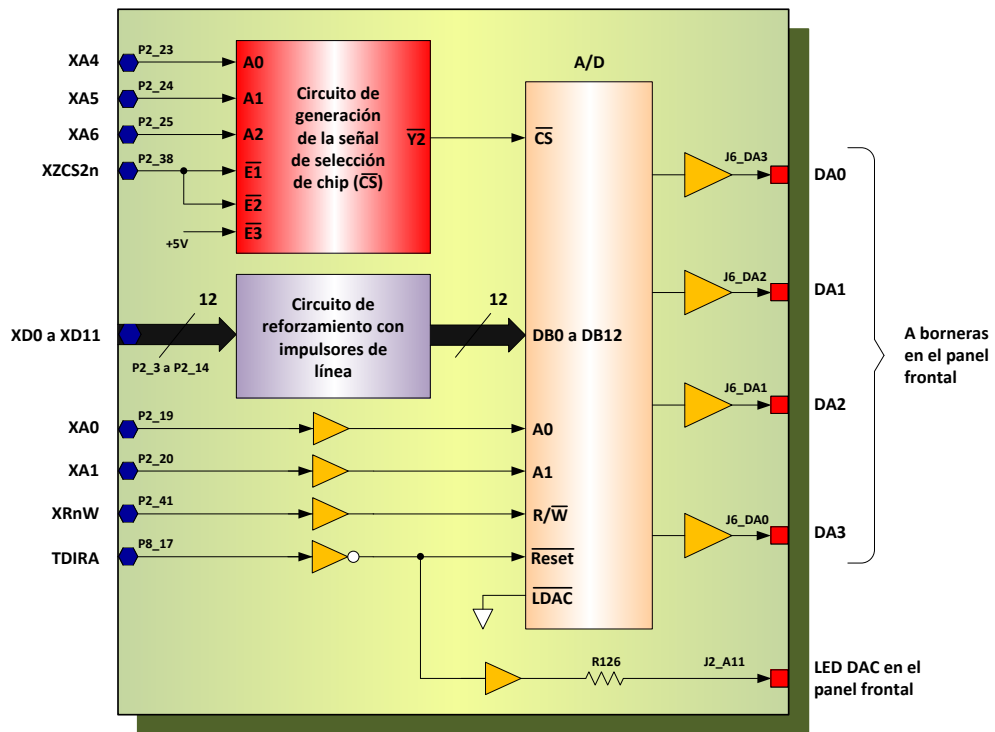 XA4
P2_23
A0
XA5
P2_24
A1
XA6
P2_25
A2
XZCS2n
P2_38
E1
E2
E3
+5V
Circuito de
generación
de la señal
de selección
de chip (CS)
Y2
A/D
CS
XD0 a XD11
12
P2_3 a P2_14
Circuito de
reforzamiento con
impulsores de
línea
12
DB0 a DB12
XA0
P2_19
A0
XA1
P2_20
A1
XRnW
P2_41
R/W
TDIRA
P8_17
Reset
LDAC
J6_DA3
DA0
J6_DA2
DA1
J6_DA1
DA2
J6_DA0
DA3
A borneras
en el panel
frontal
R126
J2_A11
LED DAC en el
panel frontal